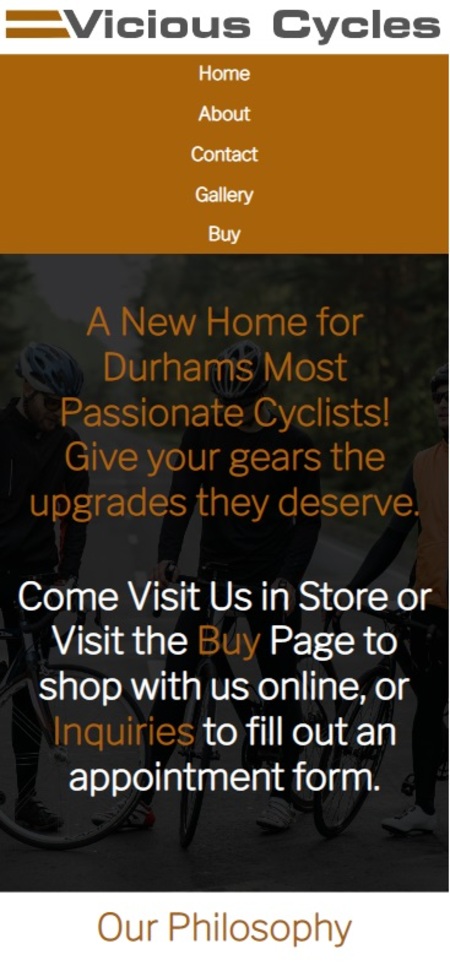 Vicious Cycles
Home
About
Contact
Gallery
Buy
A New Home for
Durhams Most
Passionate Cyclists!
Give your gears the
upgrades they deserve.
Come Visit Us in Store or
Visit the Buy Page to
shop with us online, or
Inquiries to fill out an
appointment form.
Our Philosophy